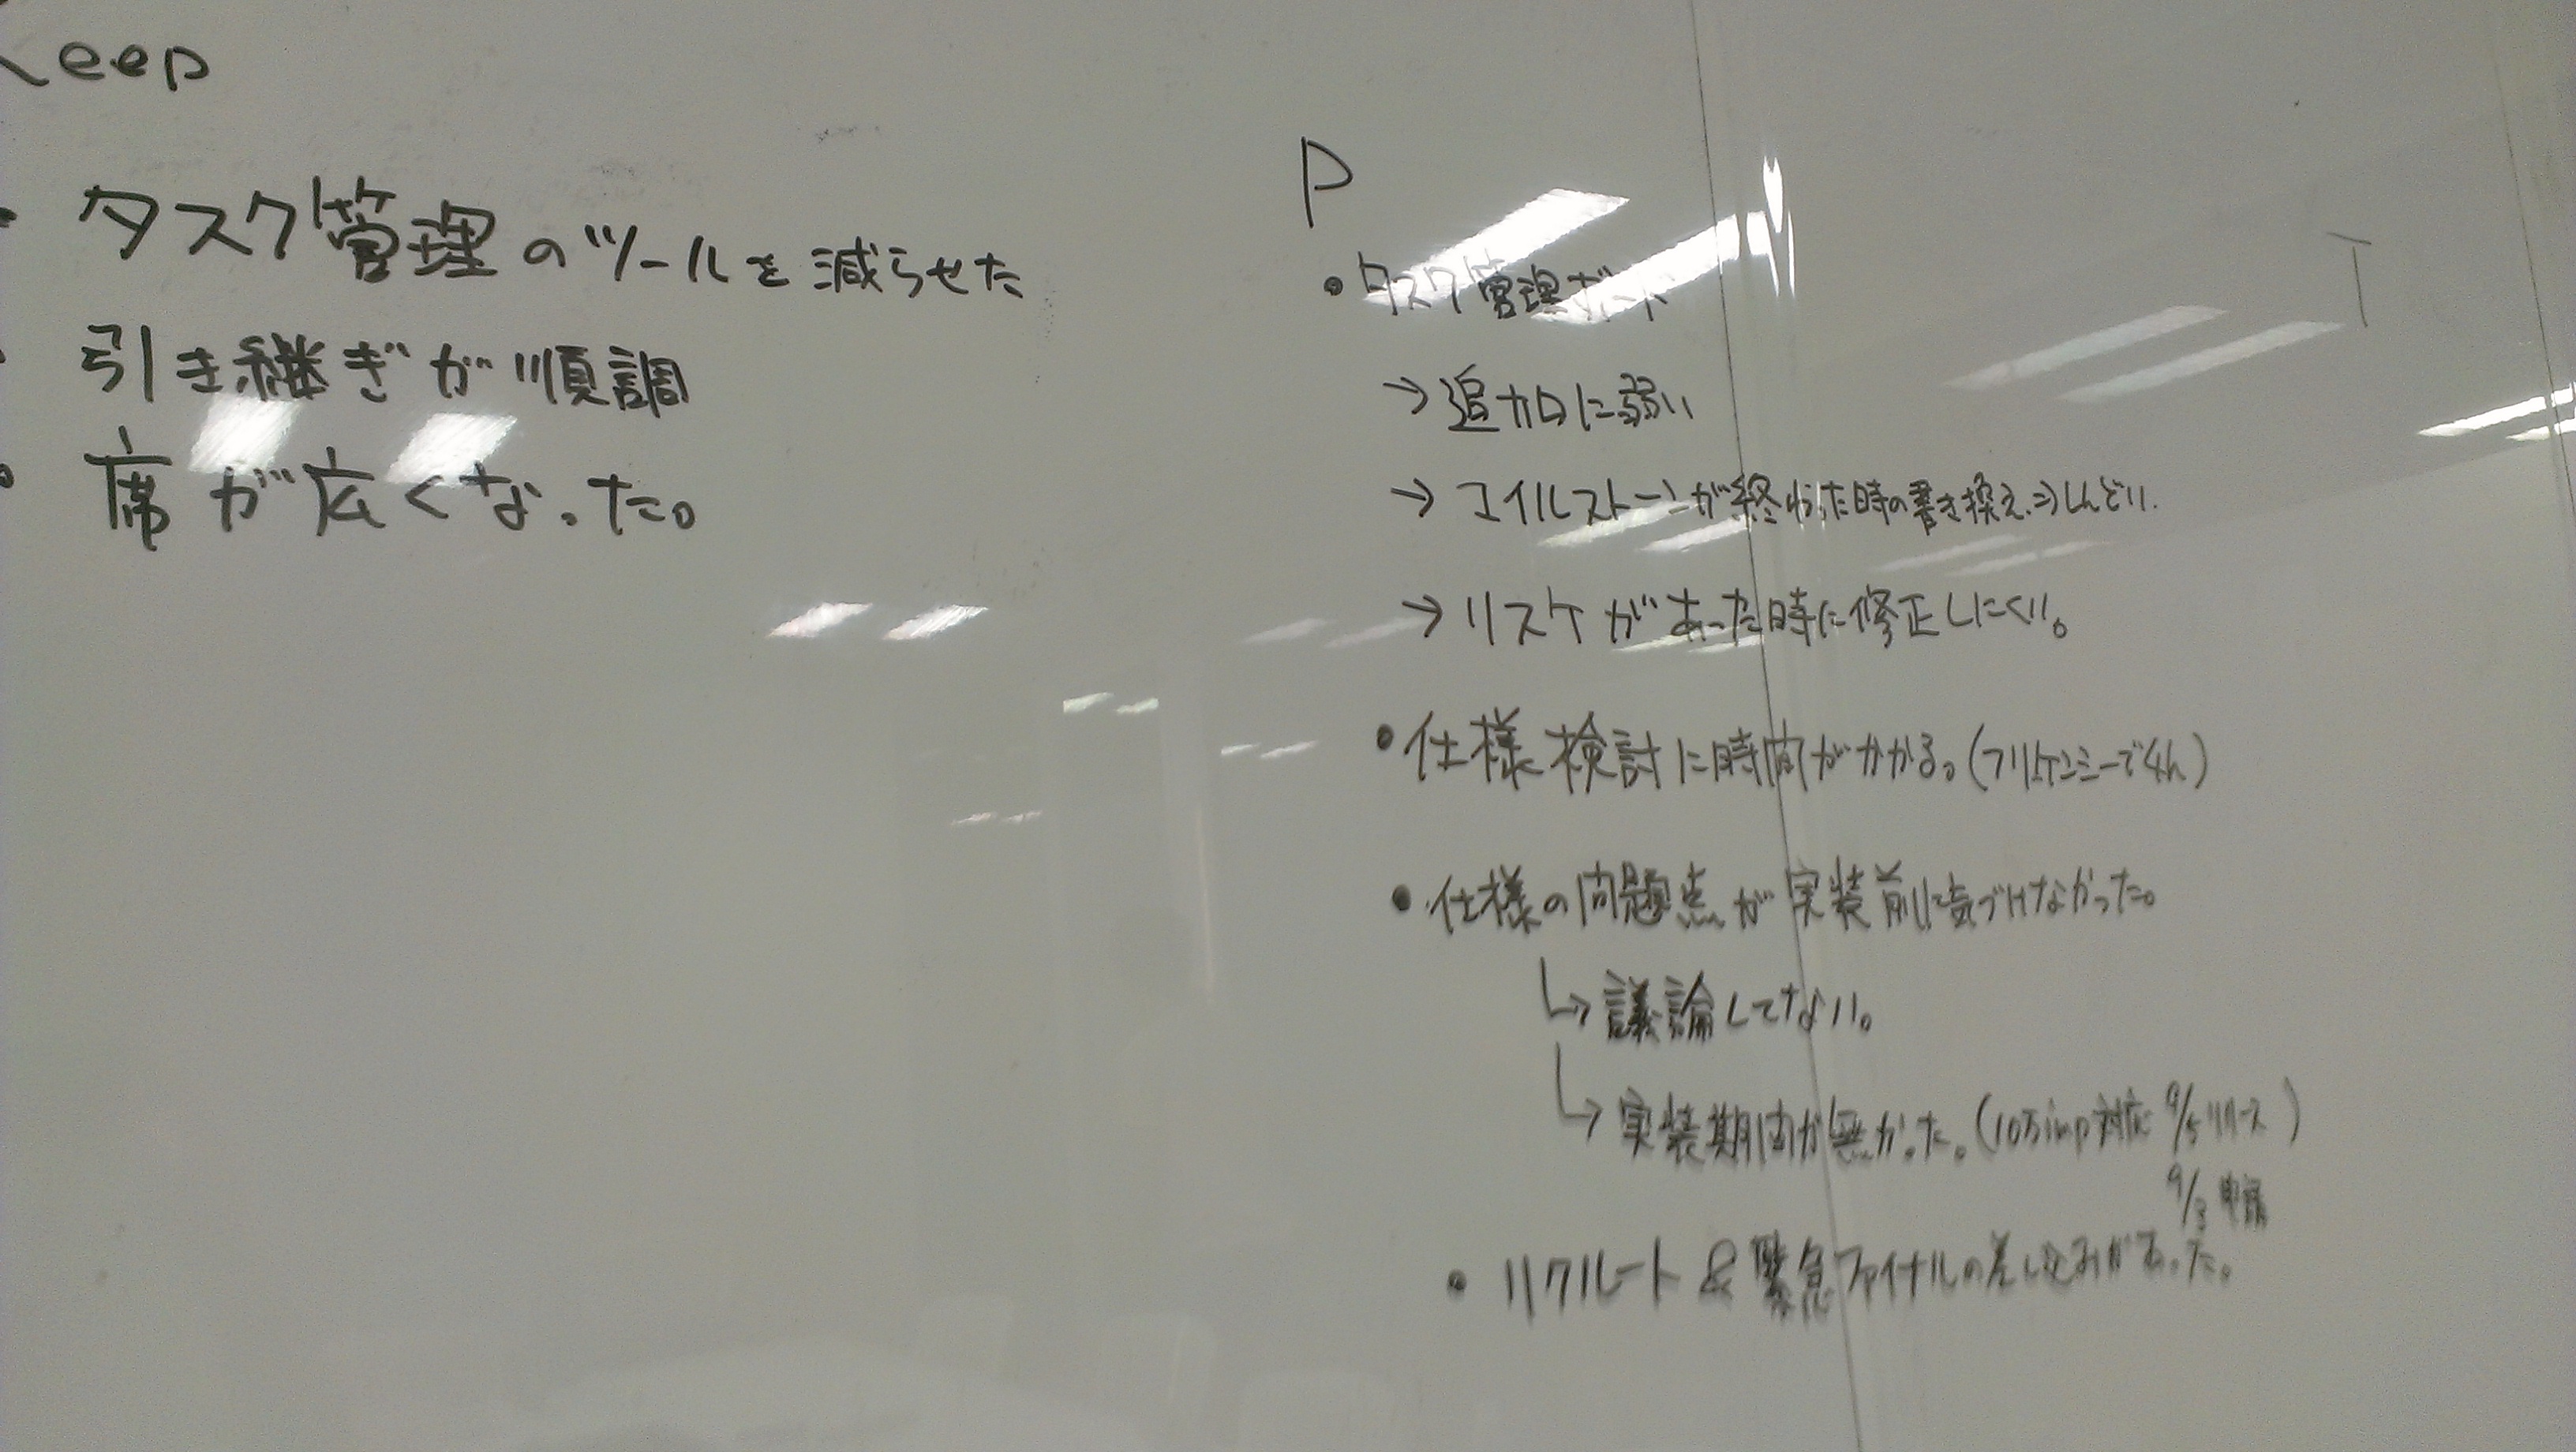 Keep
・タスク管理のツールを減らせた
・引き継ぎが順調
・席が広くなった。
P
・タスク管理ボード
→追加に弱い
→マイルストーンが終わった時の書き換え⇒しんどい.
→リスケがあった時に修正しにくい。
・仕様検討に時間がかかる。(フリケンシーで4h)
・仕様の問題点が実装前に気づけなかった。
↳議論してない。
↳実装期間が無かった。(10万imp対応 9/5リリース)
9/3 申請
・リクルート&緊急ファイナルの差し込みがあった。
T